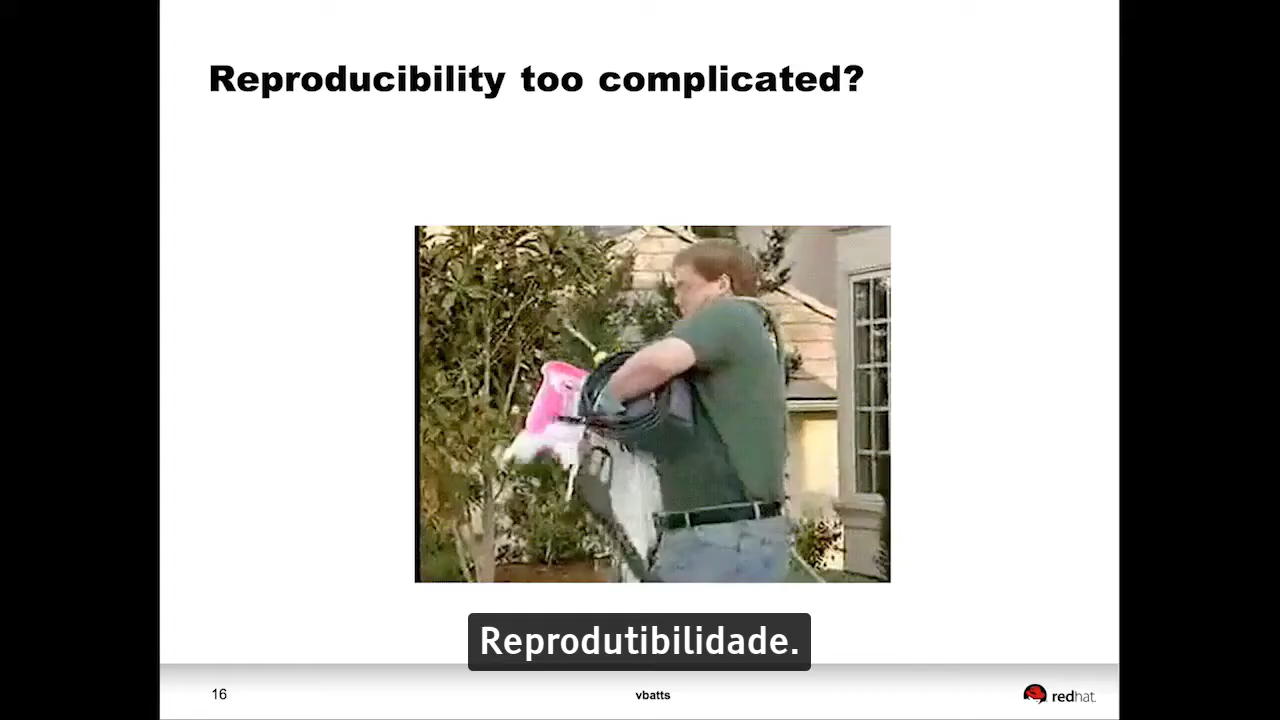 Reproducibility too complicated?
Reprodutibilidade.
16
vbatts
redhat.